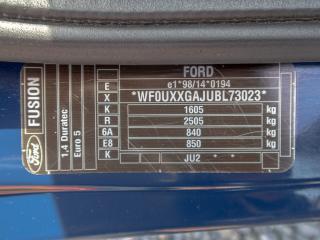 FORD
E e1*98/14*0194
X *WF0UXXGAJUBL73023*
K 1605 kg
R 2505 kg
6A 840 kg
E8 850 kg
K JU2 ***
FUSION
1,4 Duratec
Euro 5
Ford